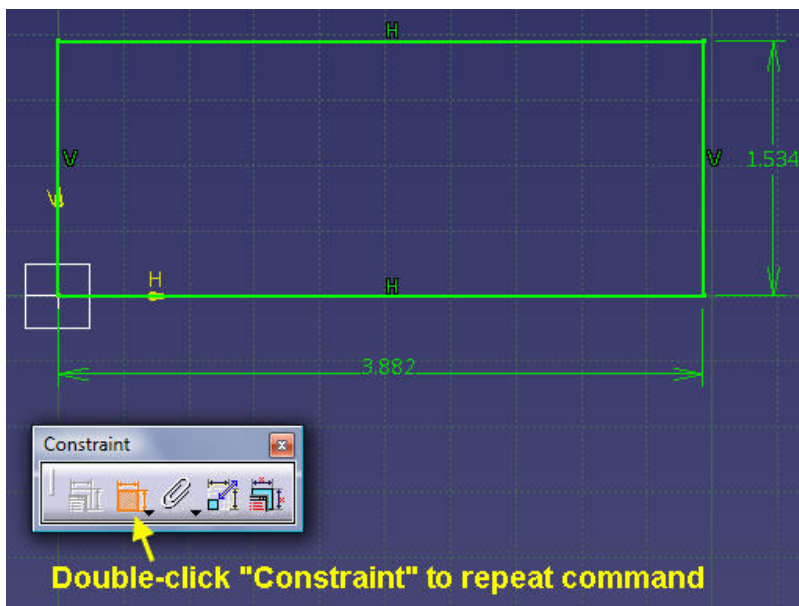 H
V
V
1.534
H
H
3.882
Constraint
Double-click "Constraint" to repeat command